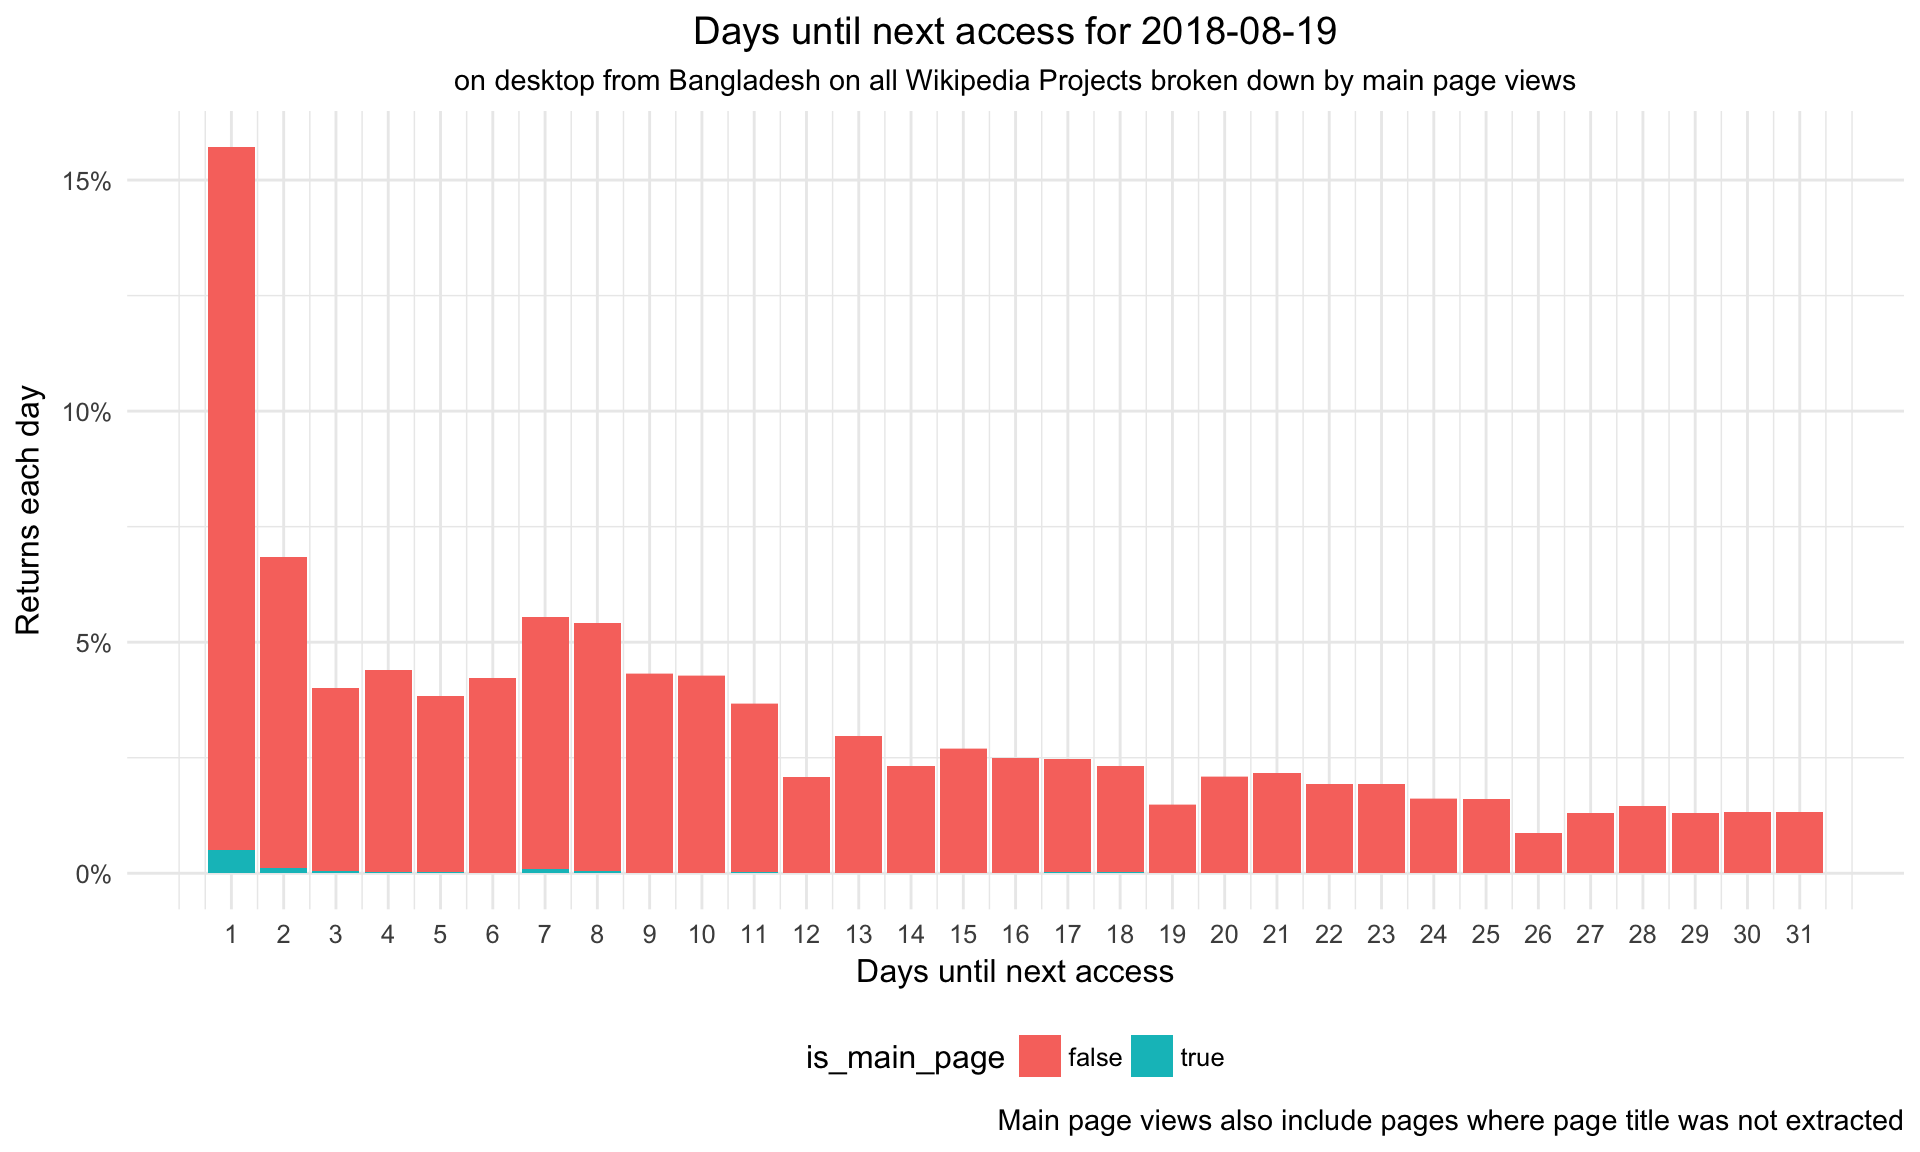 Days until next access for 2018-08-19
on desktop from Bangladesh on all Wikipedia Projects broken down by main page views
Returns each day
15%
10%
5%
0%
1 2 3 4 5 6 7 8 9 10 11 12 13 14 15 16 17 18 19 20 21 22 23 24 25 26 27 28 29 30 31
Days until next access
is_main_page false true
Main page views also include pages where page title was not extracted